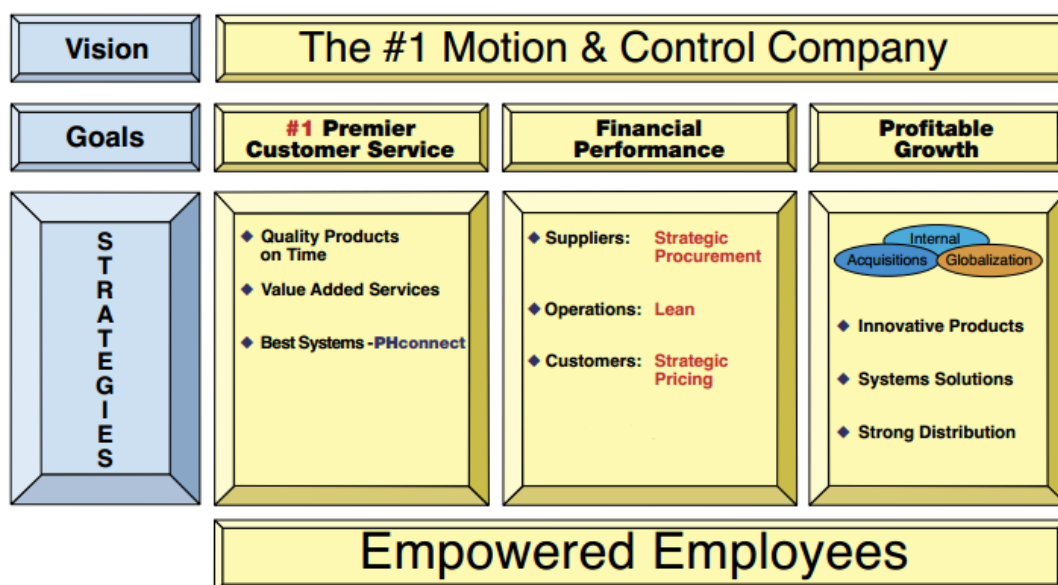 Vision
The #1 Motion & Control Company
Goals
#1 Premier
Customer Service
Financial
Performance
Profitable
Growth
STRATEGIES
Quality Products
on Time
Value Added Services
Best Systems -PHconnect
Suppliers: Strategic
Procurement
Operations: Lean
Customers: Strategic
Pricing
Internal
Acquisitions
Globalization
Innovative Products
Systems Solutions
Strong Distribution
Empowered Employees